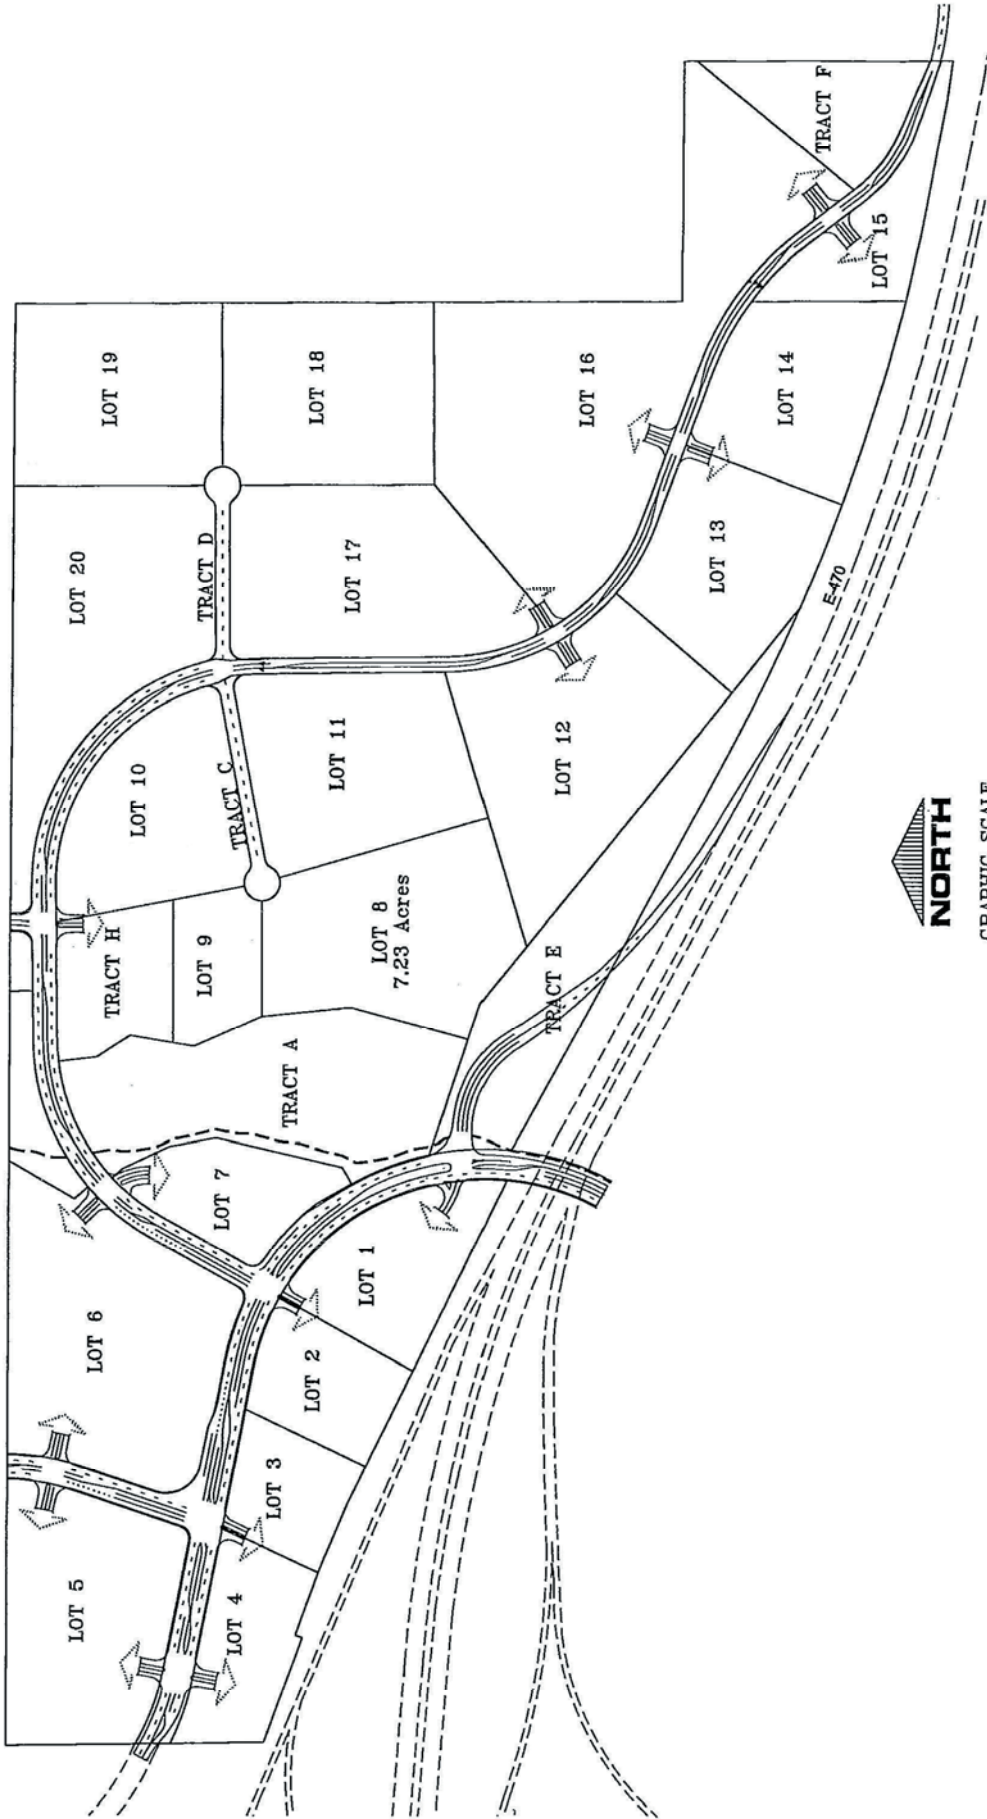 LOT 5
LOT 4
LOT 3
LOT 6
LOT 2
LOT 1
LOT 7
TRACT A
TRACT H
LOT 9
LOT 8
7.23 Acres
TRACT E
LOT 10
TRACT C
LOT 11
LOT 12
LOT 20
TRACT D
LOT 17
LOT 13
LOT 19
LOT 18
LOT 16
LOT 14
LOT 15
TRACT F
E-470
NORTH
GRAPHIC SCALE